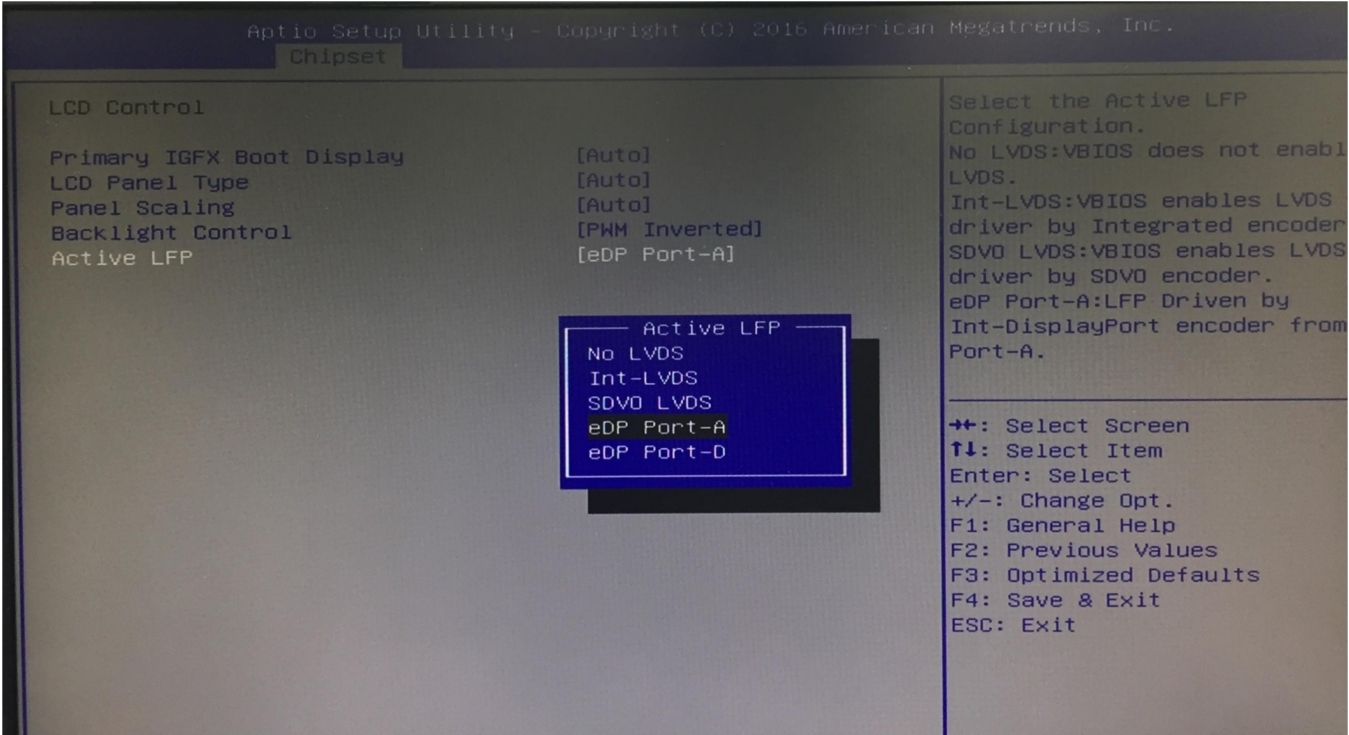 Aptio Setup Utility - Copyright (C) 2016 American Megatrends, Inc.
Chipset
LCD Control
Primary IGFX Boot Display [Auto]
LCD Panel Type [Auto]
Panel Scaling [Auto]
Backlight Control [PWM Inverted]
Active LFP [eDP Port-A]
Active LFP
No LVDS
Int-LVDS
SDVO LVDS
eDP Port-A
eDP Port-D
Select the Active LFP
Configuration.
No LVDS:VBIOS does not enabl
LVDS.
Int-LVDS:VBIOS enables LVDS
driver by Integrated encoder
SDVO LVDS:VBIOS enables LVDS
driver by SDVO encoder.
eDP Port-A:LFP Driven by
Int-DisplayPort encoder from
Port-A.
→←: Select Screen
↑↓: Select Item
Enter: Select
+/-: Change Opt.
F1: General Help
F2: Previous Values
F3: Optimized Defaults
F4: Save & Exit
ESC: Exit